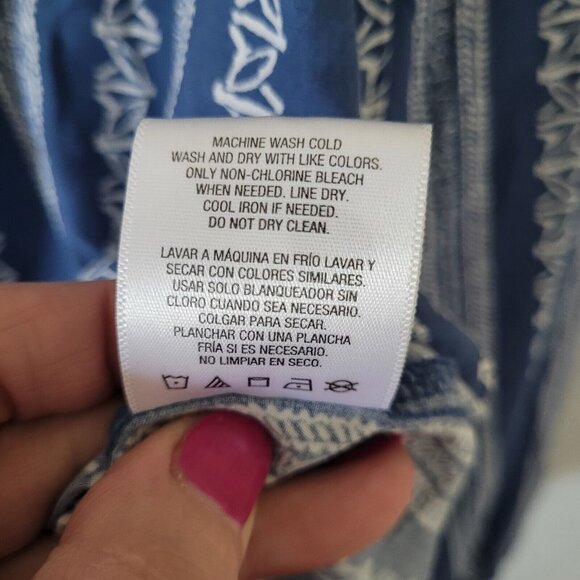 MACHINE WASH COLD
WASH AND DRY WITH LIKE COLORS.
ONLY NON-CHLORINE BLEACH
WHEN NEEDED. LINE DRY.
COOL IRON IF NEEDED.
DO NOT DRY CLEAN.
LAVAR A MÁQUINA EN FRÍO LAVAR Y
SECAR CON COLORES SIMILARES.
USAR SOLO BLANQUEADOR SIN
CLORO CUANDO SEA NECESARIO.
COLGAR PARA SECAR.
PLANCHAR CON UNA PLANCHA
FRÍA SI ES NECESARIO.
NO LIMPIAR EN SECO.